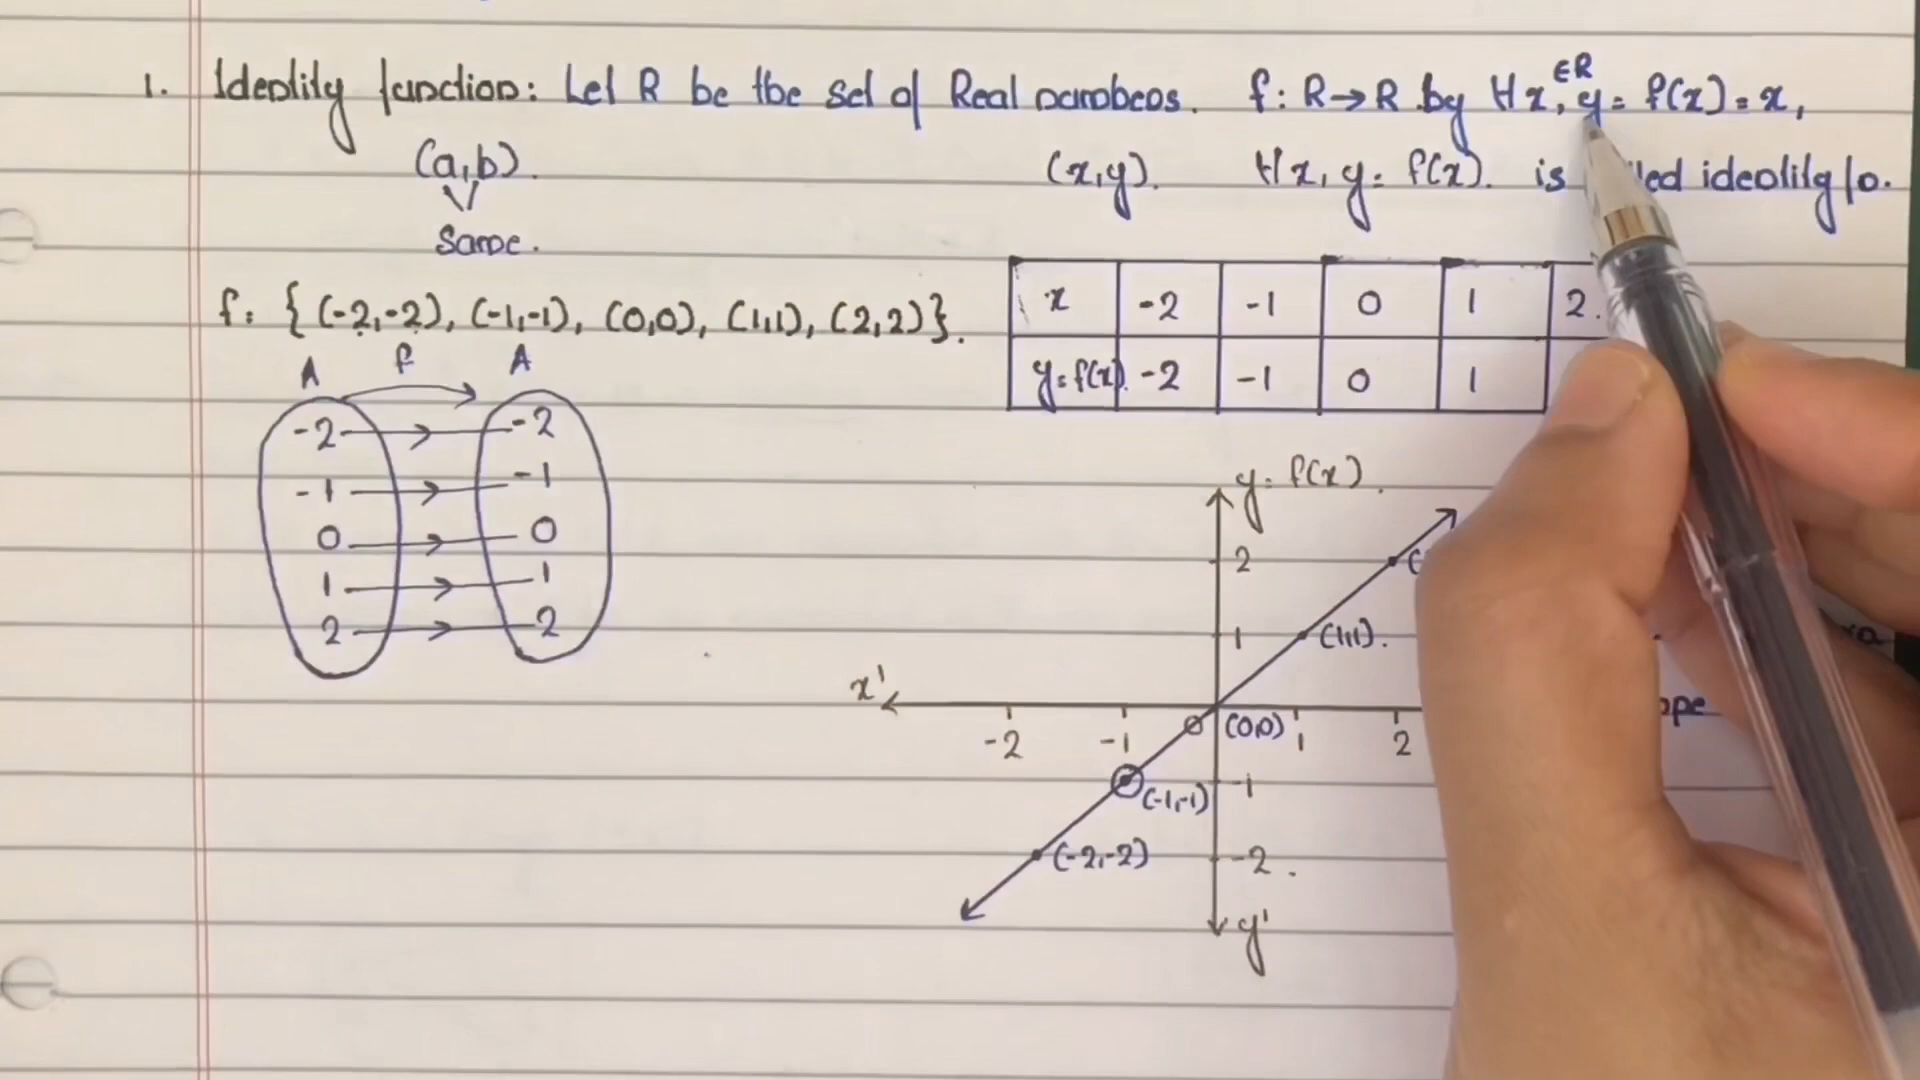 1. Identity function: Let R be the set of Real numbers. f: R→R by ∀x, ∈R y = f(x) = x,
(a,b).
(x,y). ∀x, y = f(x). is identity fn.
same.
f: {(-2,-2), (-1,-1), (0,0), (1,1), (2,2)}.
x -2 -1 0 1 2.
y=f(x). -2 -1 0 1
A f A
-2 -2
-1 -1
0 0
1 1
2 2
y=f(x).
2
1 (1,1).
x'
-2 -1 (0,0) 1 2
(-1,-1) -1
(-2,-2) -2.
y'